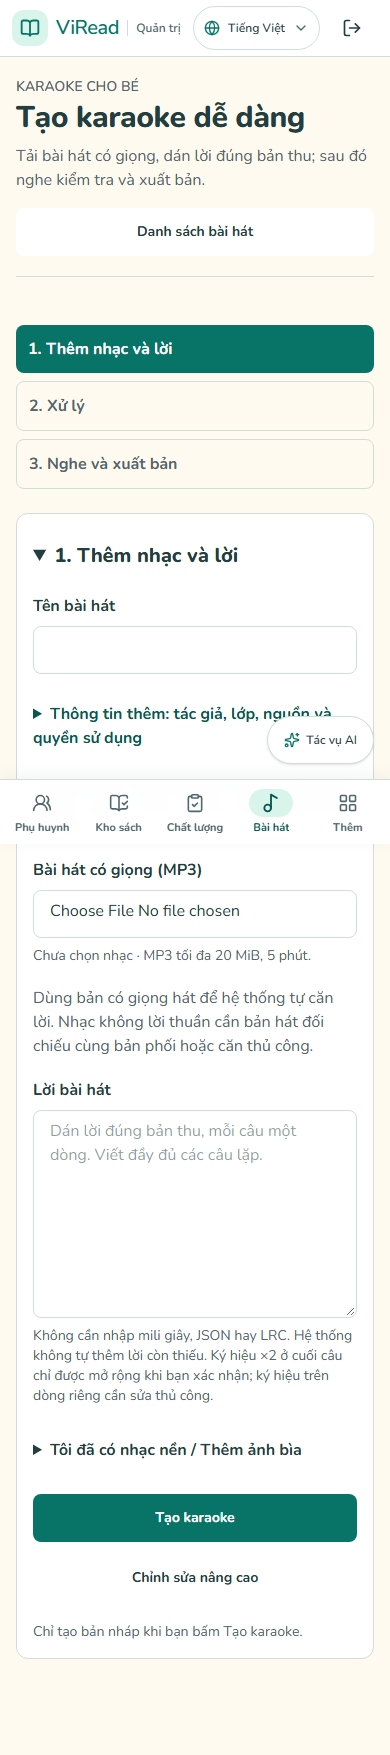 ViRead
Quản trị
Tiếng Việt
KARAOKE CHO BÉ
Tạo karaoke dễ dàng
Tải bài hát có giọng, dán lời đúng bản thu; sau đó
nghe kiểm tra và xuất bản.
Danh sách bài hát
1. Thêm nhạc và lời
2. Xử lý
3. Nghe và xuất bản
1. Thêm nhạc và lời
Tên bài hát
Thông tin thêm: tác giả, lớp, nguồn và
quyền sử dụng
Tác vụ AI
Phụ huynh
Kho sách
Chất lượng
Bài hát
Thêm
Bài hát có giọng (MP3)
Choose File No file chosen
Chưa chọn nhạc · MP3 tối đa 20 MiB, 5 phút.
Dùng bản có giọng hát để hệ thống tự căn
lời. Nhạc không lời thuần cần bản hát đối
chiếu cùng bản phối hoặc căn thủ công.
Lời bài hát
Dán lời đúng bản thu, mỗi câu một
dòng. Viết đầy đủ các câu lặp.
Không cần nhập mili giây, JSON hay LRC. Hệ thống
không tự thêm lời còn thiếu. Ký hiệu ×2 ở cuối câu
chỉ được mở rộng khi bạn xác nhận; ký hiệu trên
dòng riêng cần sửa thủ công.
Tôi đã có nhạc nền / Thêm ảnh bìa
Tạo karaoke
Chỉnh sửa nâng cao
Chỉ tạo bản nháp khi bạn bấm Tạo karaoke.